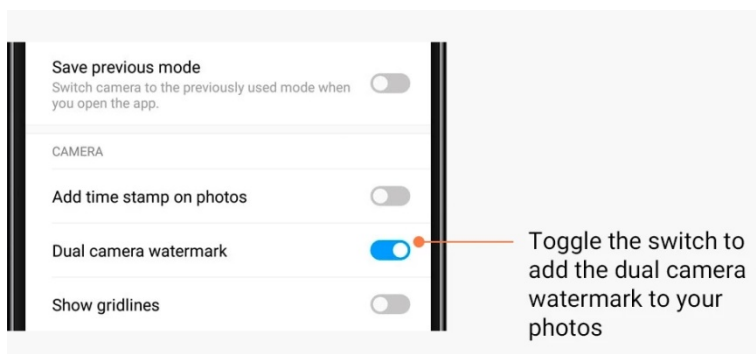 Save previous mode
Switch camera to the previously used mode when
you open the app.
CAMERA
Add time stamp on photos
Dual camera watermark
Show gridlines
Toggle the switch to
add the dual camera
watermark to your
photos